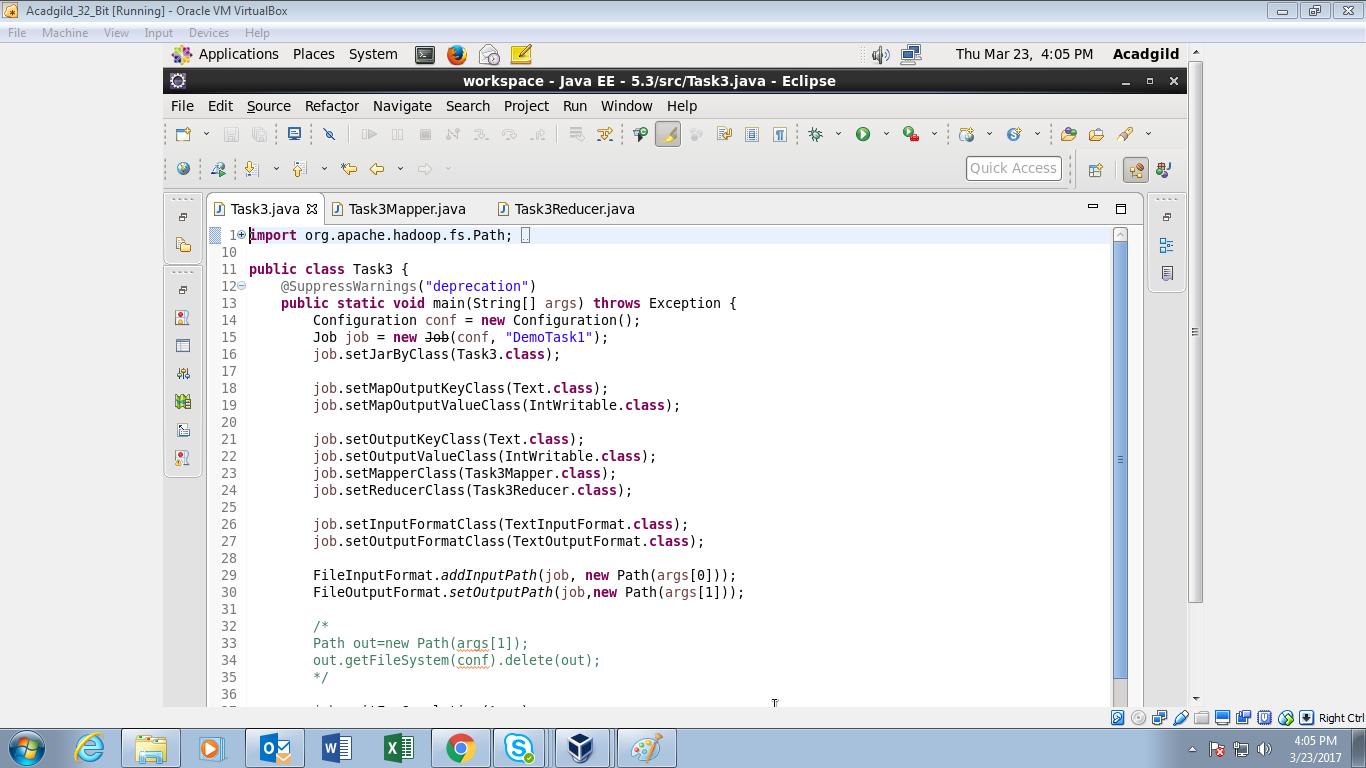 Acadgild_32_Bit [Running] - Oracle VM VirtualBox
File Machine View Input Devices Help
Applications Places System Thu Mar 23, 4:05 PM Acadgild
workspace - Java EE - 5.3/src/Task3.java - Eclipse
File Edit Source Refactor Navigate Search Project Run Window Help
Quick Access
Task3.java Task3Mapper.java Task3Reducer.java
1 import org.apache.hadoop.fs.Path;
10
11 public class Task3 {
12 @SuppressWarnings("deprecation")
13 public static void main(String[] args) throws Exception {
14 Configuration conf = new Configuration();
15 Job job = new Job(conf, "DemoTask1");
16 job.setJarByClass(Task3.class);
17
18 job.setMapOutputKeyClass(Text.class);
19 job.setMapOutputValueClass(IntWritable.class);
20
21 job.setOutputKeyClass(Text.class);
22 job.setOutputValueClass(IntWritable.class);
23 job.setMapperClass(Task3Mapper.class);
24 job.setReducerClass(Task3Reducer.class);
25
26 job.setInputFormatClass(TextInputFormat.class);
27 job.setOutputFormatClass(TextOutputFormat.class);
28
29 FileInputFormat.addInputPath(job, new Path(args[0]));
30 FileOutputFormat.setOutputPath(job,new Path(args[1]));
31
32 /*
33 Path out=new Path(args[1]);
34 out.getFileSystem(conf).delete(out);
35 */
36
Right Ctrl
4:05 PM
3/23/2017